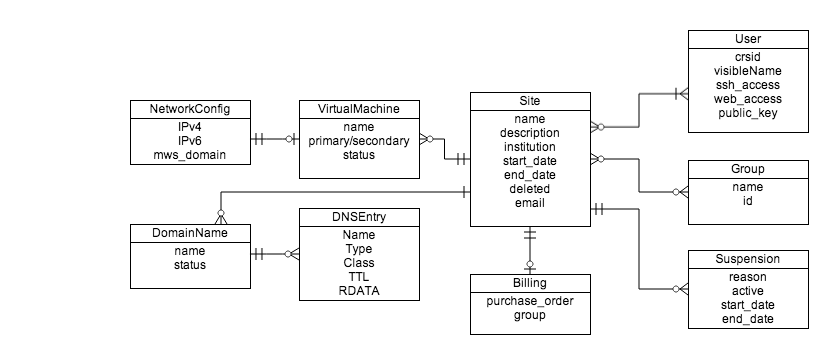 User
crsid
visibleName
ssh_access
web_access
public_key
Site
name
description
institution
start_date
end_date
deleted
email
NetworkConfig
IPv4
IPv6
mws_domain
VirtualMachine
name
primary/secondary
status
Group
name
id
DomainName
name
status
DNSEntry
Name
Type
Class
TTL
RDATA
Suspension
reason
active
start_date
end_date
Billing
purchase_order
group